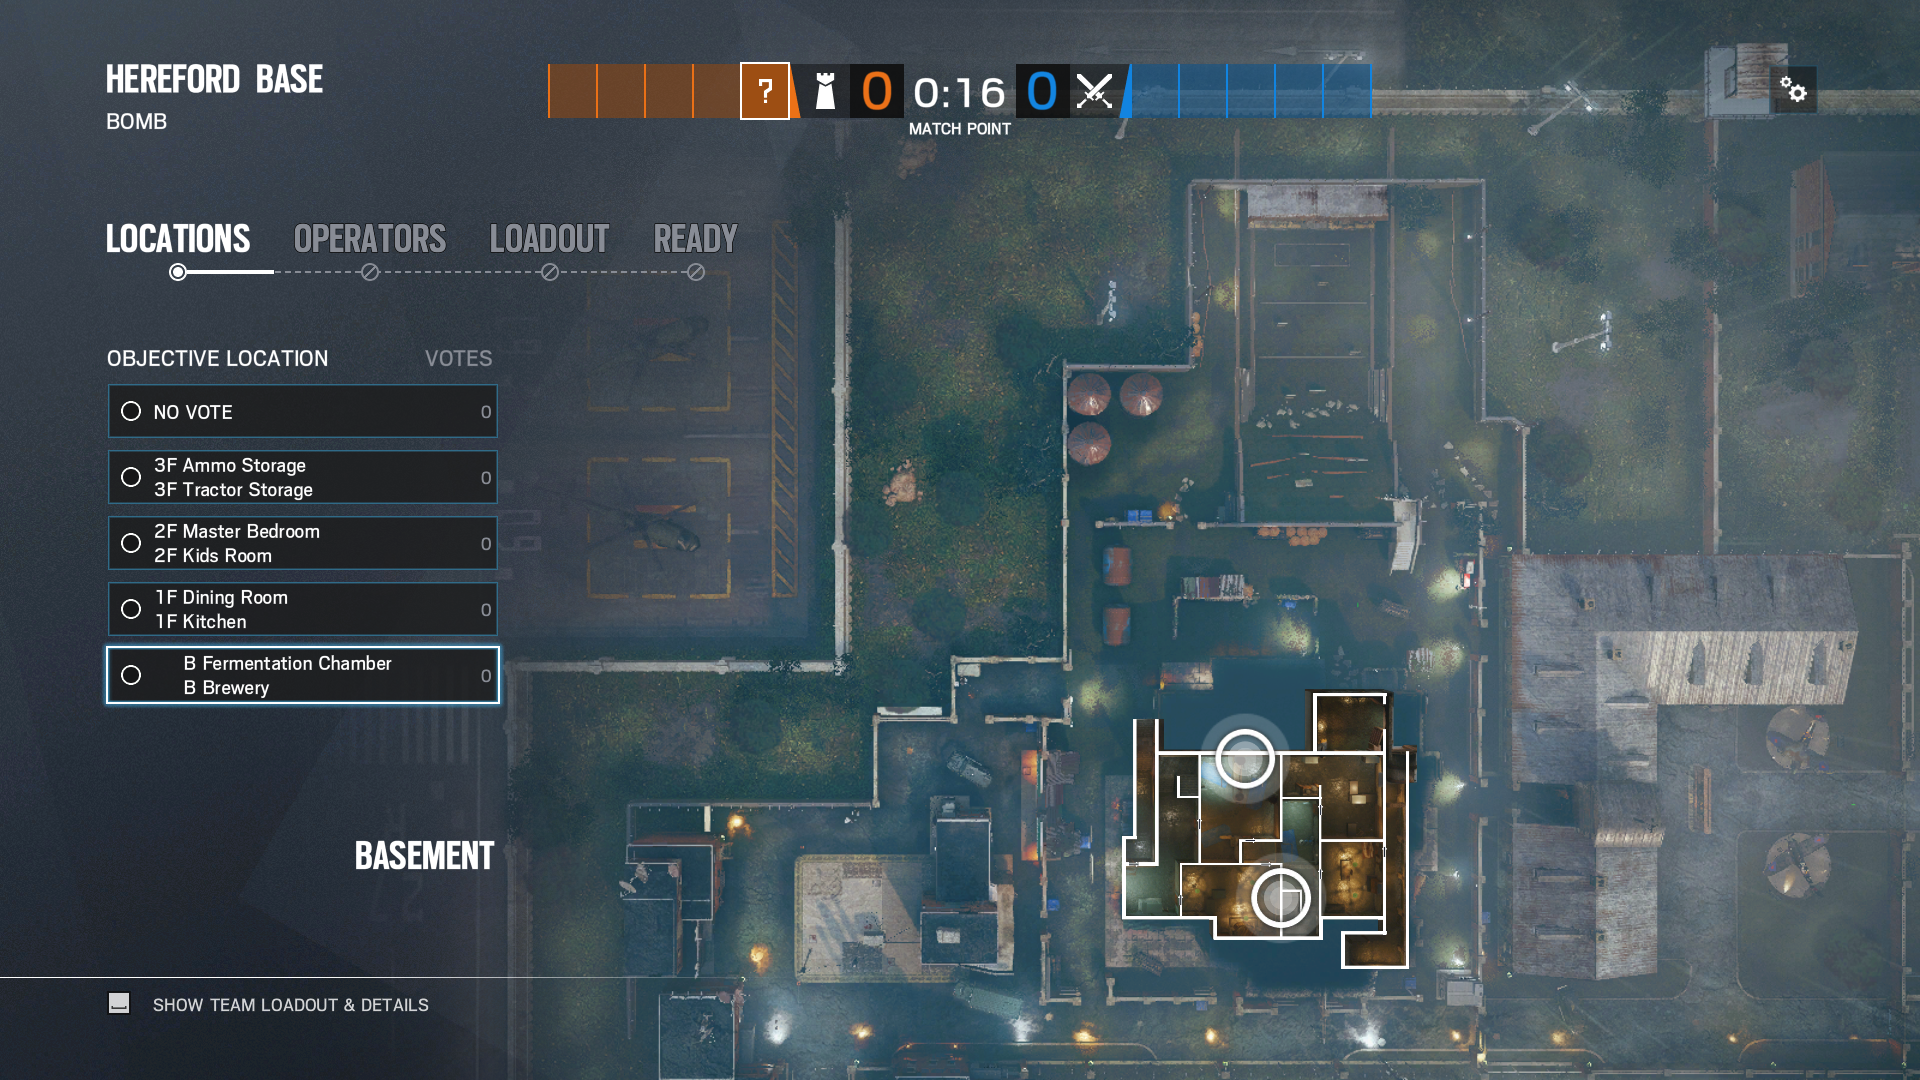 HEREFORD BASE
BOMB
?
0
0:16
0
MATCH POINT
LOCATIONS
OPERATORS
LOADOUT
READY
OBJECTIVE LOCATION
VOTES
NO VOTE
0
3F Ammo Storage
3F Tractor Storage
0
2F Master Bedroom
2F Kids Room
0
1F Dining Room
1F Kitchen
0
B Fermentation Chamber
B Brewery
0
BASEMENT
SHOW TEAM LOADOUT & DETAILS